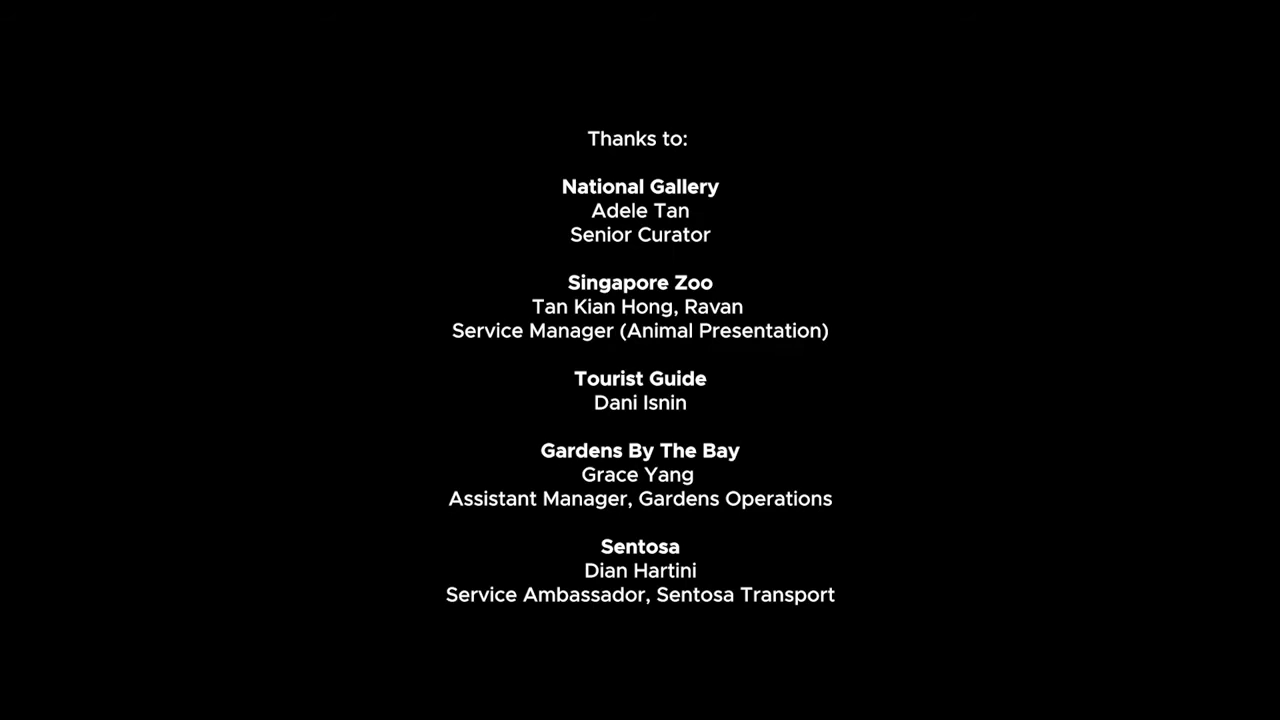 Thanks to:
National Gallery
Adele Tan
Senior Curator
Singapore Zoo
Tan Kian Hong, Ravan
Service Manager (Animal Presentation)
Tourist Guide
Dani Isnin
Gardens By The Bay
Grace Yang
Assistant Manager, Gardens Operations
Sentosa
Dian Hartini
Service Ambassador, Sentosa Transport